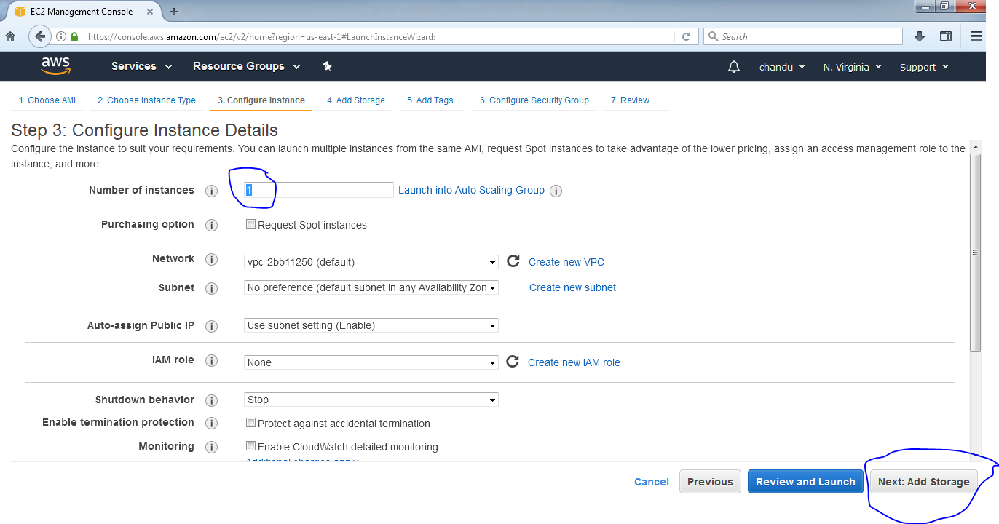 EC2 Management Console
https://console.aws.amazon.com/ec2/v2/home?region=us-east-1#LaunchInstanceWizard:
Search
aws
Services
Resource Groups
chandu
N. Virginia
Support
1. Choose AMI
2. Choose Instance Type
3. Configure Instance
4. Add Storage
5. Add Tags
6. Configure Security Group
7. Review
Step 3: Configure Instance Details
Configure the instance to suit your requirements. You can launch multiple instances from the same AMI, request Spot instances to take advantage of the lower pricing, assign an access management role to the
instance, and more.
Number of instances
1
Launch into Auto Scaling Group
Purchasing option
Request Spot instances
Network
vpc-2bb11250 (default)
Create new VPC
Subnet
No preference (default subnet in any Availability Zon
Create new subnet
Auto-assign Public IP
Use subnet setting (Enable)
IAM role
None
Create new IAM role
Shutdown behavior
Stop
Enable termination protection
Protect against accidental termination
Monitoring
Enable CloudWatch detailed monitoring
Additional charges apply.
Cancel
Previous
Review and Launch
Next: Add Storage